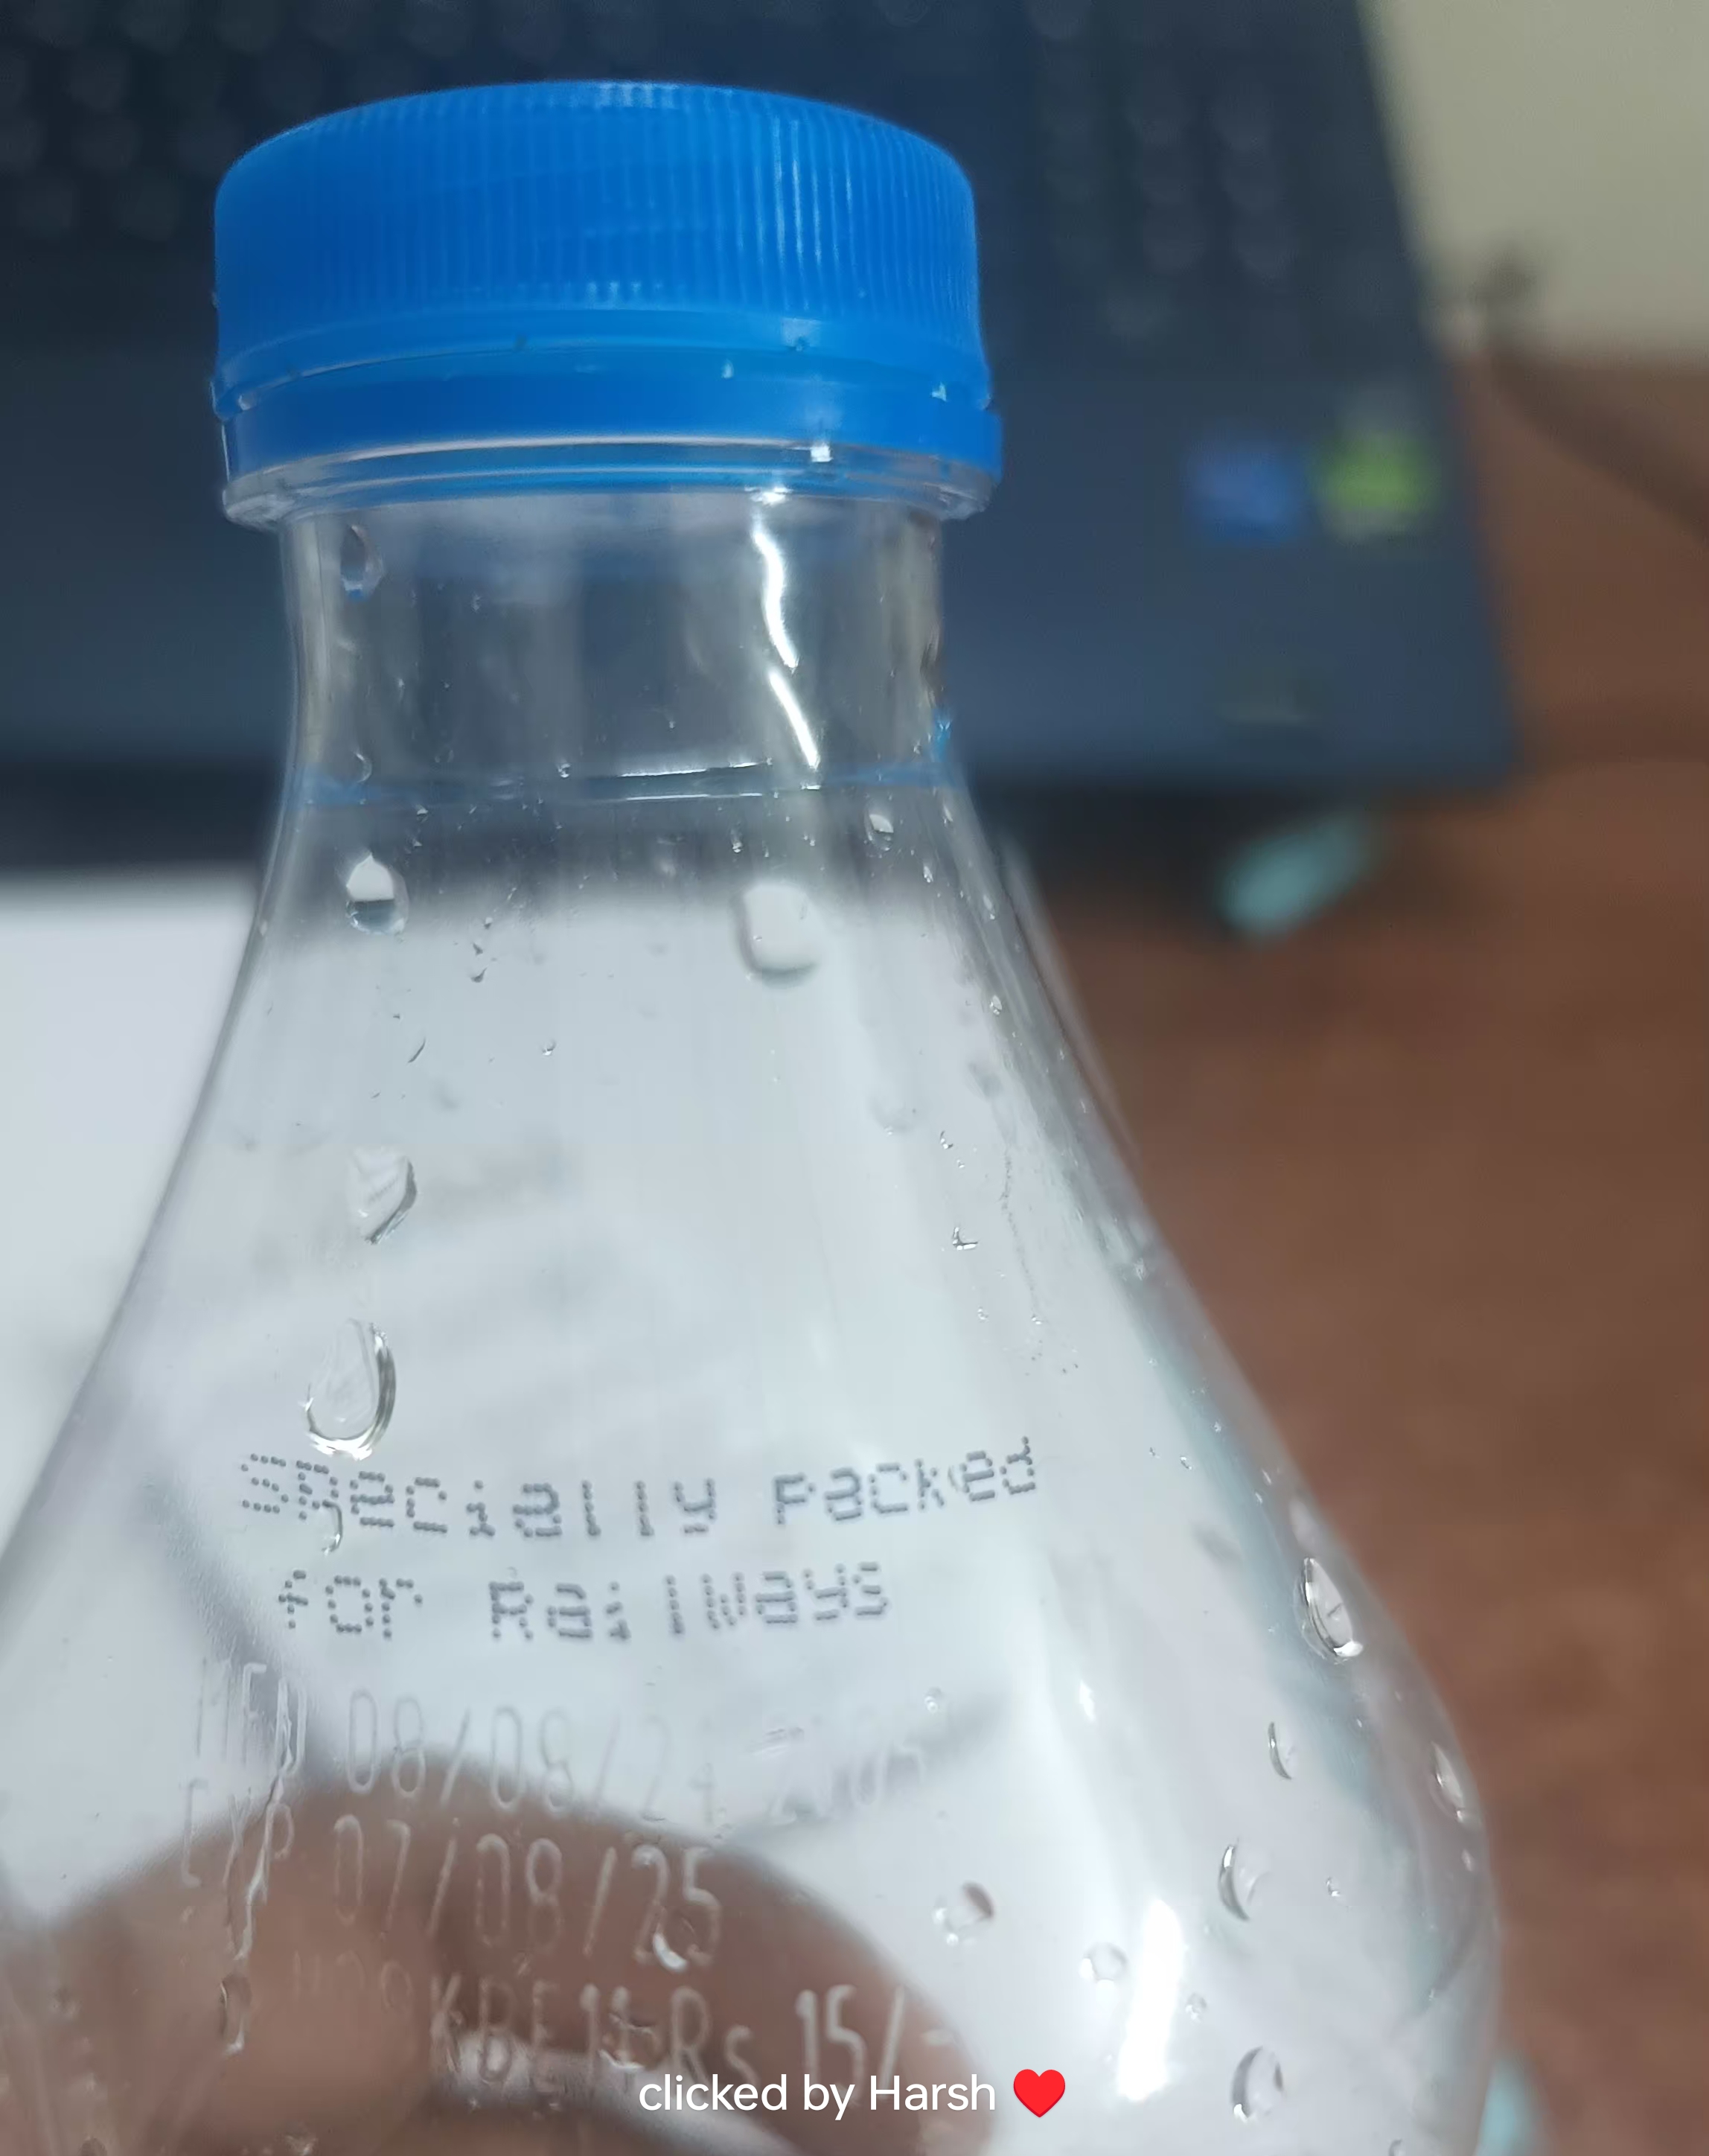 Specially Packed
for Railways
MFD 08/08/24
EXP 07/08/25
Rs 15/-
clicked by Harsh ❤️